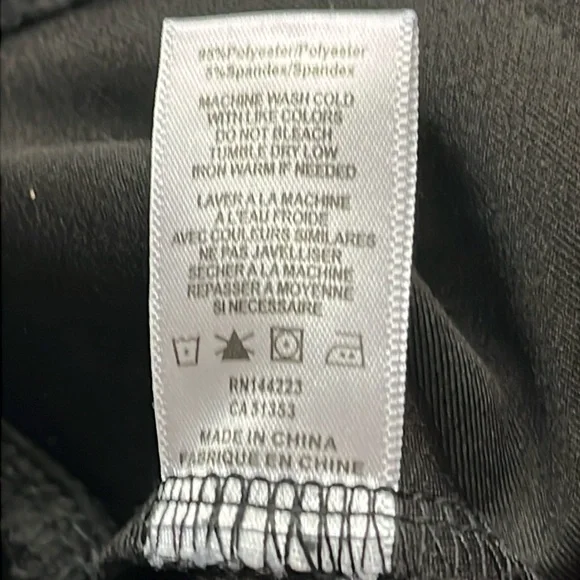 95%Polyester/Polyester
5%Spandex/Spandex
MACHINE WASH COLD
WITH LIKE COLORS
DO NOT BLEACH
TUMBLE DRY LOW
IRON WARM IF NEEDED
LAVER A LA MACHINE
A L'EAU FROIDE
AVEC COULEURS SIMILARES
NE PAS JAVELLISER
SECHER A LA MACHINE
REPASSER A MOYENNE
SI NECESSAIRE
RN144223
CA31353
MADE IN CHINA
FABRIQUE EN CHINE